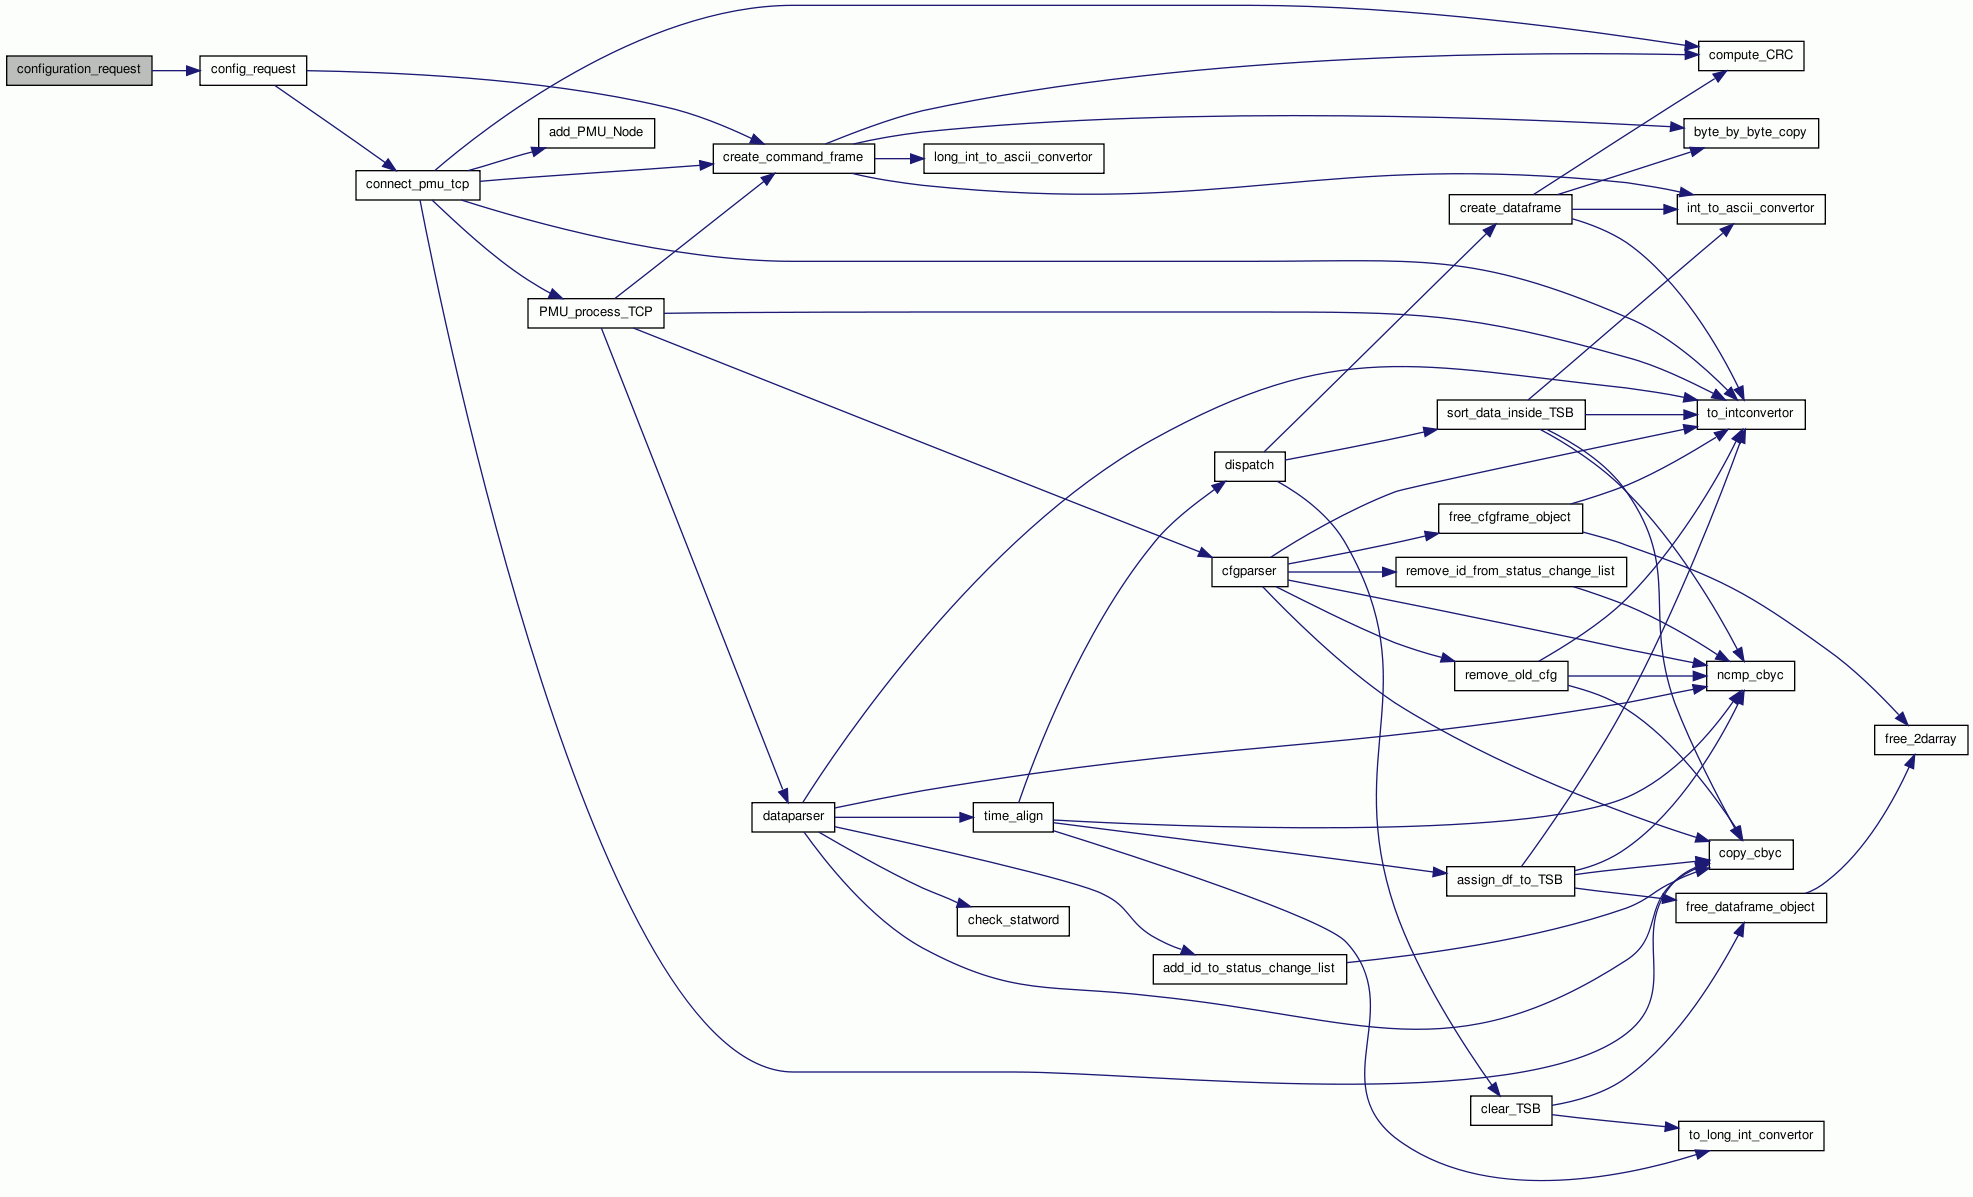 configuration_request
config_request
compute_CRC
add_PMU_Node
byte_by_byte_copy
create_command_frame
long_int_to_ascii_convertor
connect_pmu_tcp
create_dataframe
int_to_ascii_convertor
PMU_process_TCP
sort_data_inside_TSB
to_intconvertor
dispatch
free_cfgframe_object
cfgparser
remove_id_from_status_change_list
remove_old_cfg
ncmp_cbyc
free_2darray
dataparser
time_align
copy_cbyc
assign_df_to_TSB
free_dataframe_object
check_statword
add_id_to_status_change_list
clear_TSB
to_long_int_convertor